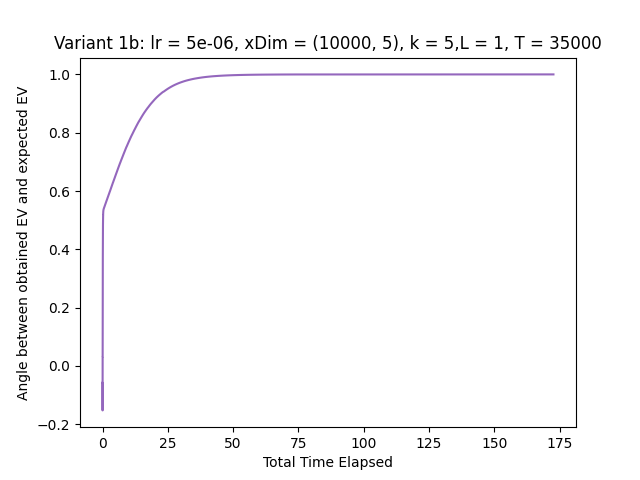 Variant 1b: lr = 5e-06, xDim = (10000, 5), k = 5,L = 1, T = 35000
Angle between obtained EV and expected EV
1.0
0.8
0.6
0.4
0.2
0.0
−0.2
0 25 50 75 100 125 150 175
Total Time Elapsed